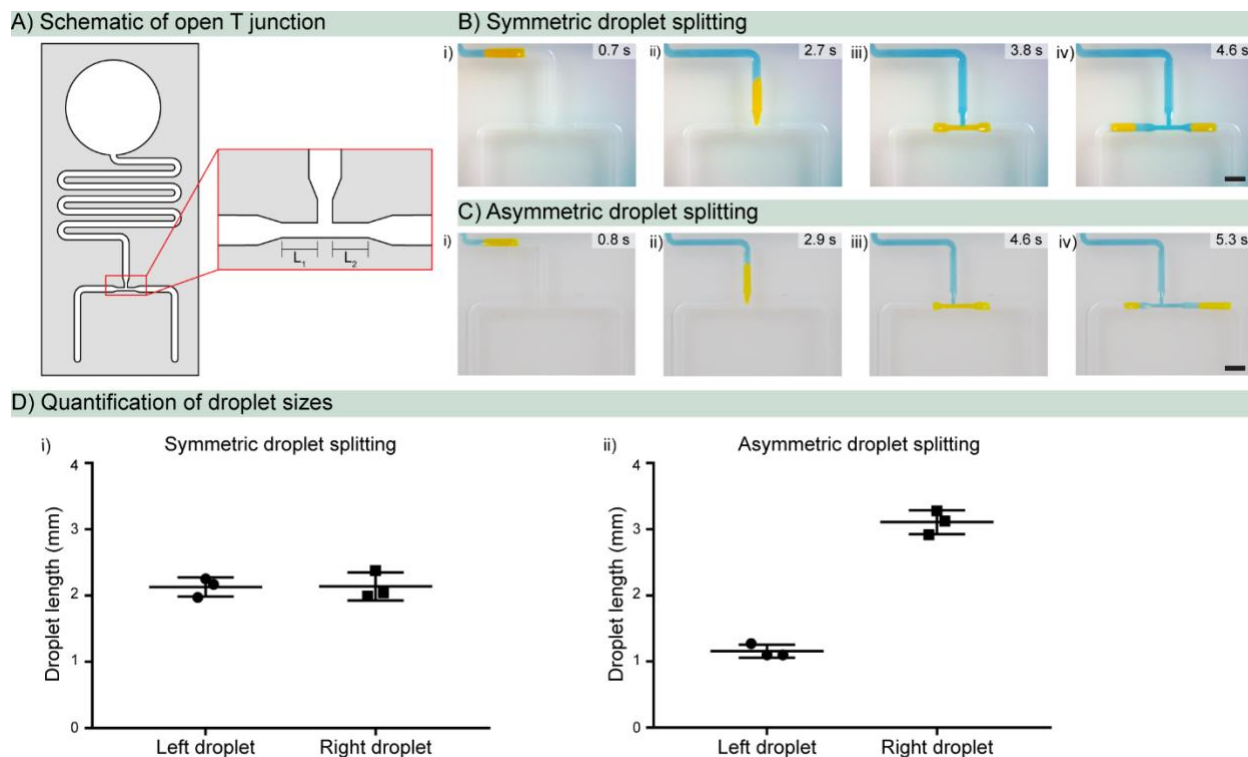 A) Schematic of open T junction
L1
L2
B) Symmetric droplet splitting
i)
0.7 s
ii)
2.7 s
iii)
3.8 s
iv)
4.6 s
C) Asymmetric droplet splitting
i)
0.8 s
ii)
2.9 s
iii)
4.6 s
iv)
5.3 s
D) Quantification of droplet sizes
i)
Symmetric droplet splitting
Droplet length (mm)
4
3
2
1
0
Left droplet
Right droplet
ii)
Asymmetric droplet splitting
Droplet length (mm)
4
3
2
1
0
Left droplet
Right droplet